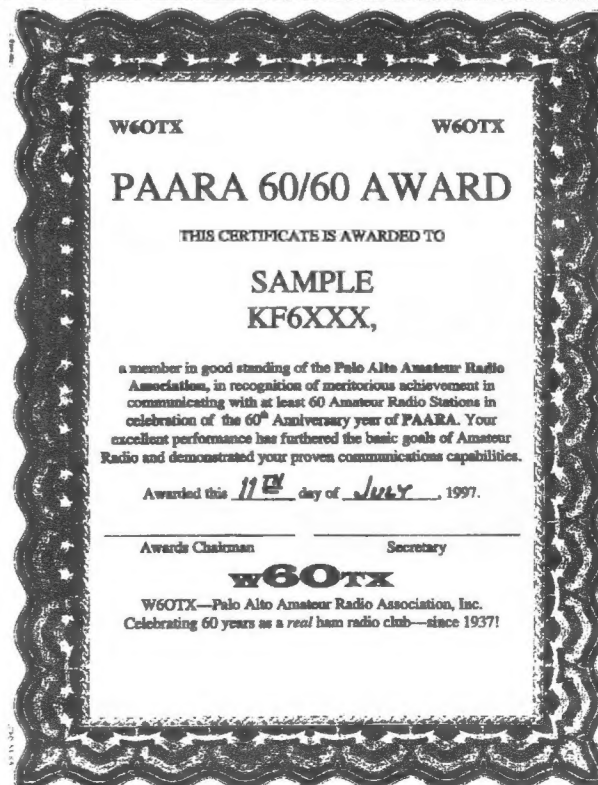 W6OTX W6OTX
PAARA 60/60 AWARD
THIS CERTIFICATE IS AWARDED TO
SAMPLE
KF6XXX,
a member in good standing of the Palo Alto Amateur Radio
Association, in recognition of meritorious achievement in
communicating with at least 60 Amateur Radio Stations in
celebration of the 60th Anniversary year of PAARA. Your
excellent performance has furthered the basic goals of Amateur
Radio and demonstrated your proven communications capabilities.
Awarded this 11TH day of JULY, 1997.
Awards Chairman Secretary
W6OTX
W6OTX—Palo Alto Amateur Radio Association, Inc.
Celebrating 60 years as a real ham radio club—since 1937!